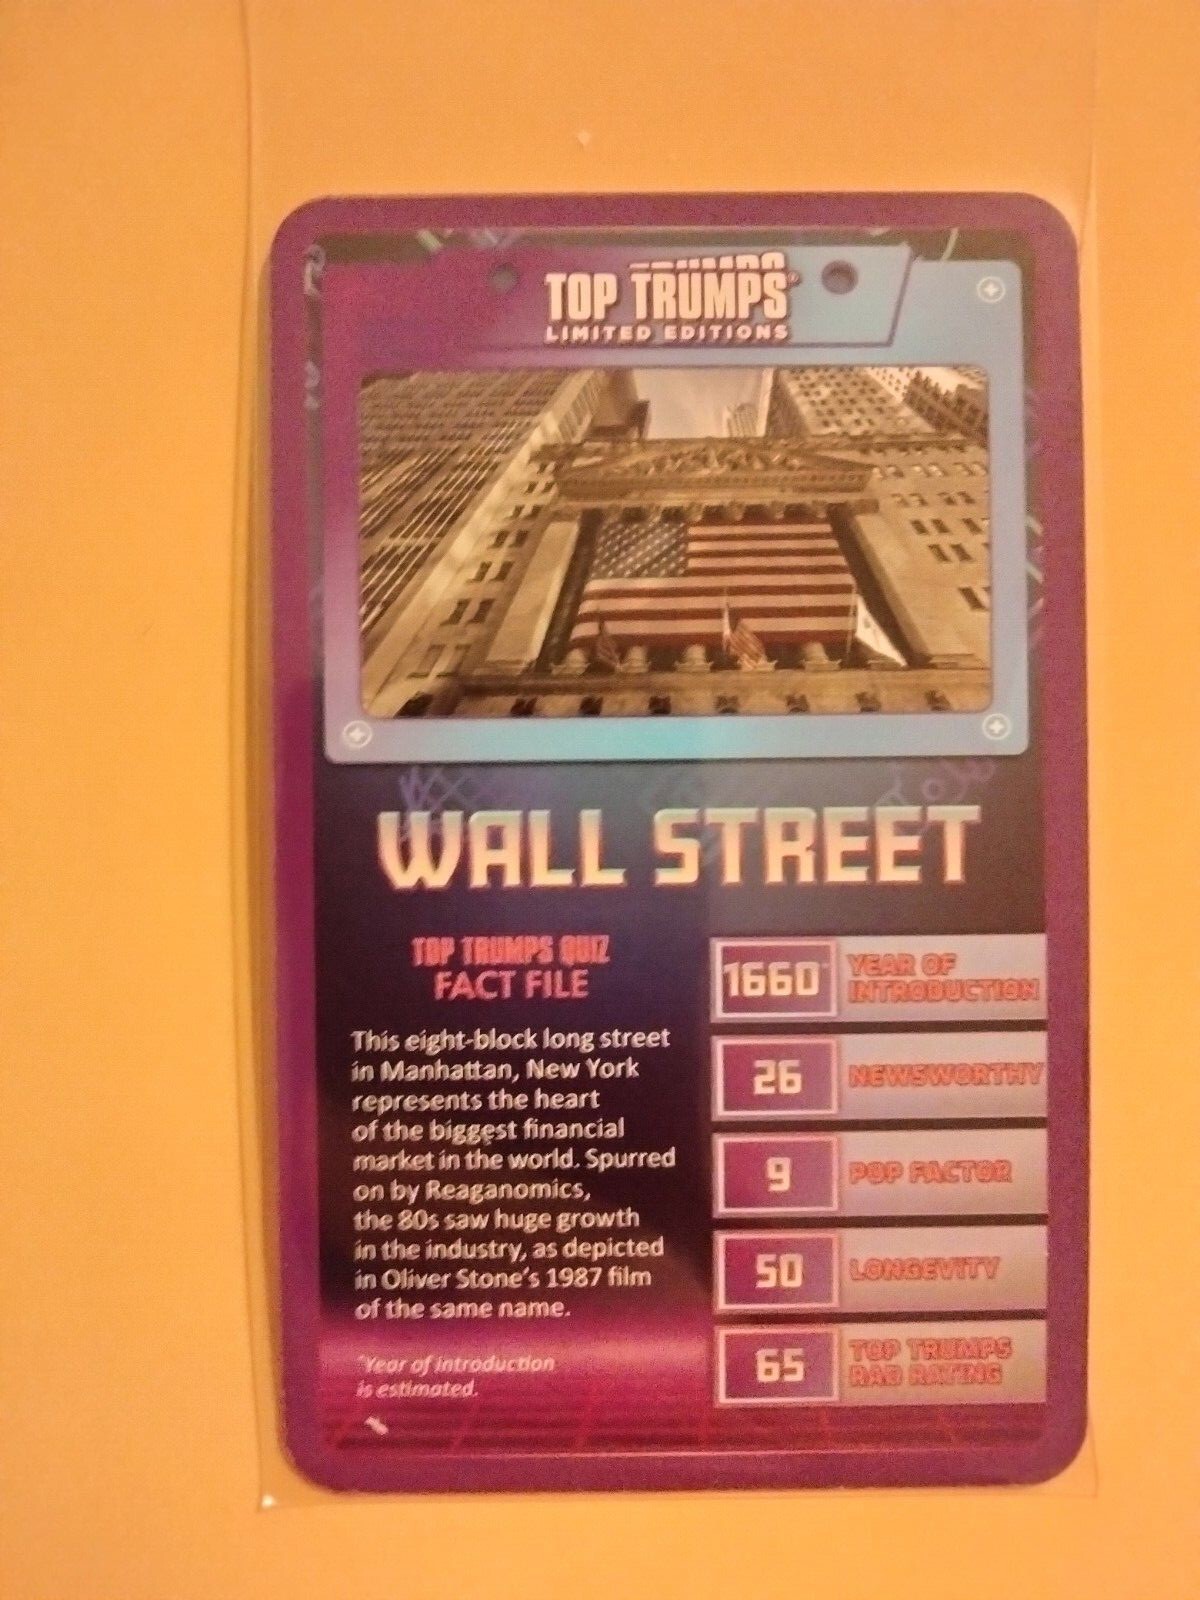 TOP TRUMPS®
LIMITED EDITIONS
WALL STREET
TOP TRUMPS QUIZ
FACT FILE
This eight-block long street
in Manhattan, New York
represents the heart
of the biggest financial
market in the world. Spurred
on by Reaganomics,
the 80s saw huge growth
in the industry, as depicted
in Oliver Stone's 1987 film
of the same name.
*Year of introduction
is estimated.
1660* YEAR OF
INTRODUCTION
26 NEWSWORTHY
9 POP FACTOR
50 LONGEVITY
65 TOP TRUMPS
RAD RATING